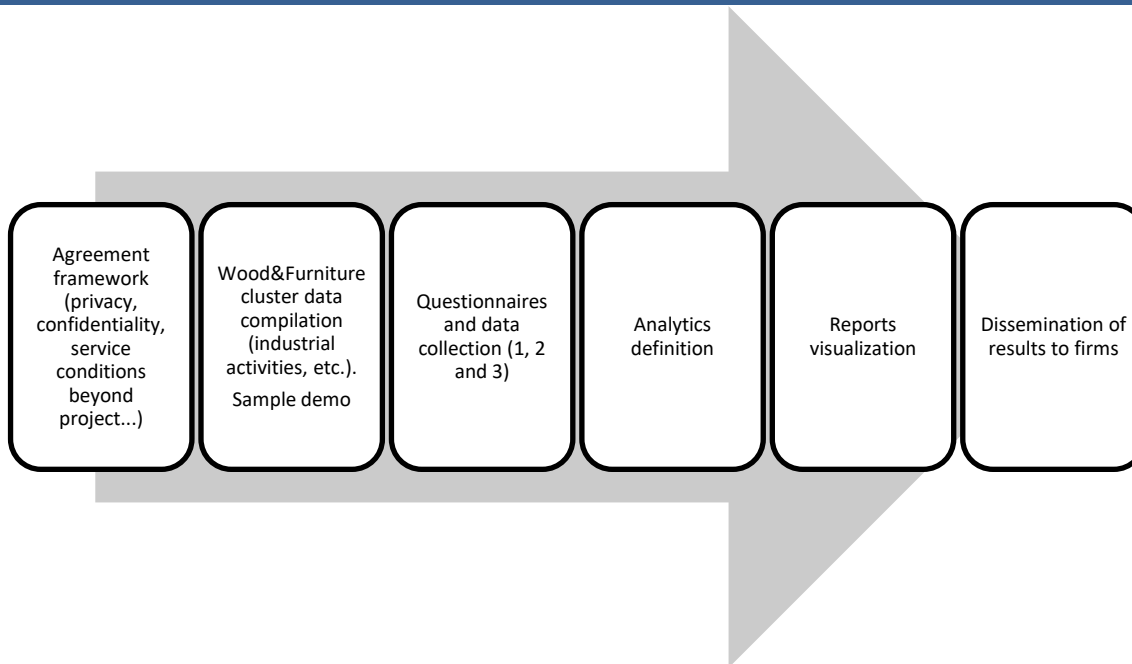 Agreement
framework
(privacy,
confidentiality,
service
conditions
beyond
project...)
Wood&Furniture
cluster data
compilation
(industrial
activities, etc.).
Sample demo
Questionnaires
and data
collection (1, 2
and 3)
Analytics
definition
Reports
visualization
Dissemination of
results to firms